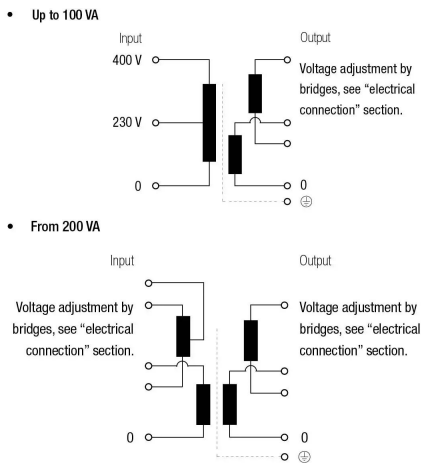 • Up to 100 VA
Input
Output
400 V
Voltage adjustment by
bridges, see “electrical
connection” section.
230 V
0
0
• From 200 VA
Input
Output
Voltage adjustment by
bridges, see “electrical
connection” section.
Voltage adjustment by
bridges, see “electrical
connection” section.
0
0